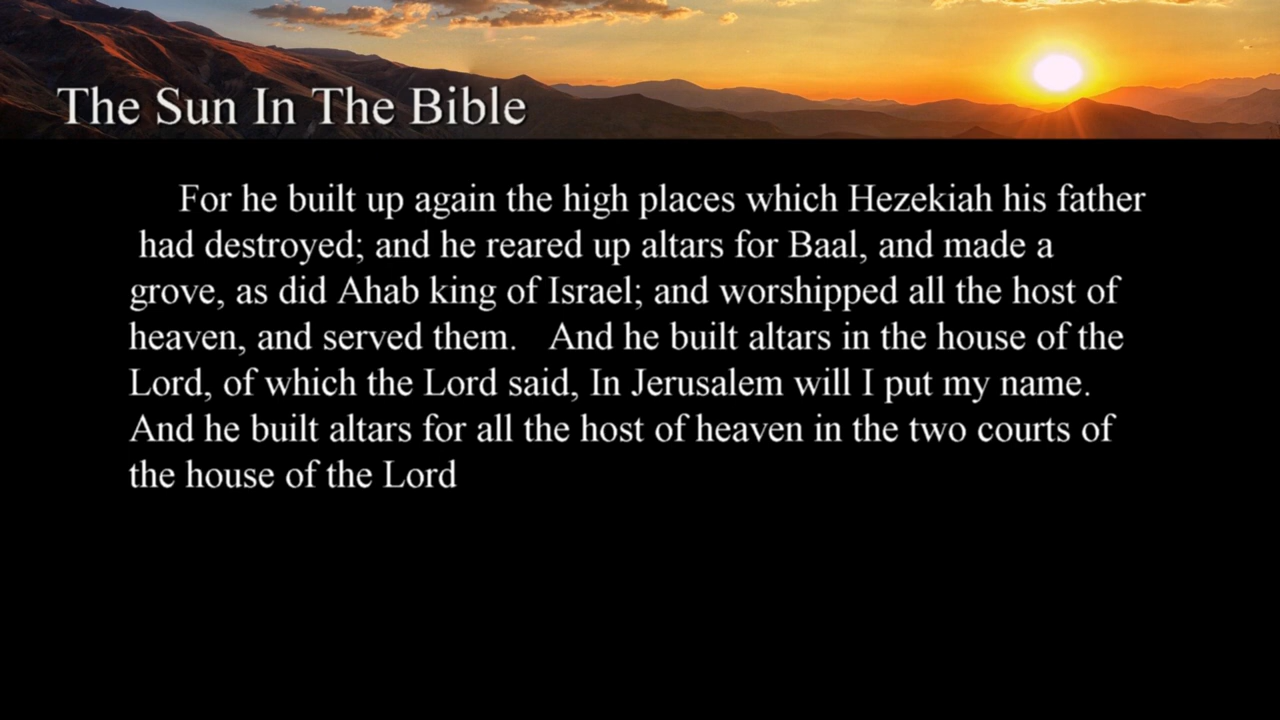 The Sun In The Bible
For he built up again the high places which Hezekiah his father
had destroyed; and he reared up altars for Baal, and made a
grove, as did Ahab king of Israel; and worshipped all the host of
heaven, and served them. And he built altars in the house of the
Lord, of which the Lord said, In Jerusalem will I put my name.
And he built altars for all the host of heaven in the two courts of
the house of the Lord